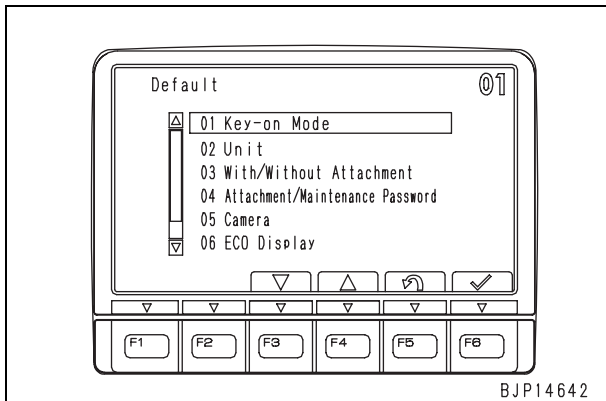 Default 01
01 Key-on Mode
02 Unit
03 With/Without Attachment
04 Attachment/Maintenance Password
05 Camera
06 ECO Display
F1 F2 F3 F4 F5 F6
BJP14642